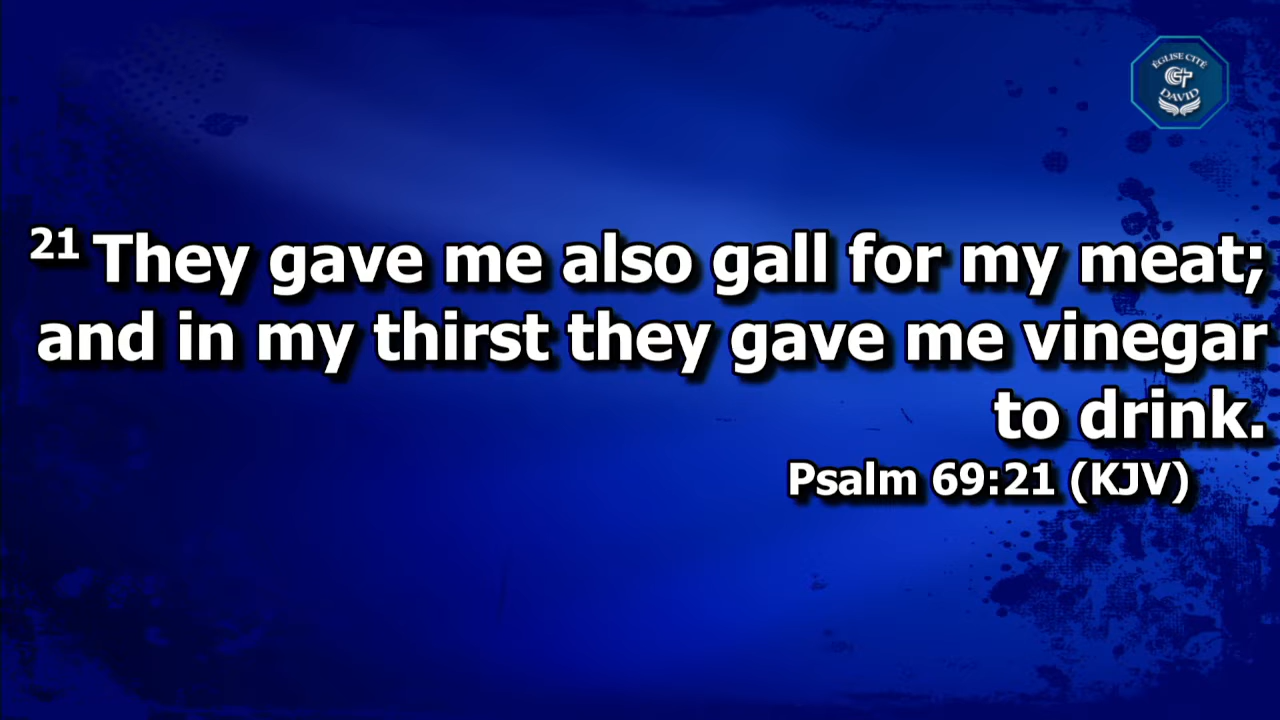 ÉGLISE CITÉ
DAVID
21 They gave me also gall for my meat;
and in my thirst they gave me vinegar
to drink.
Psalm 69:21 (KJV)